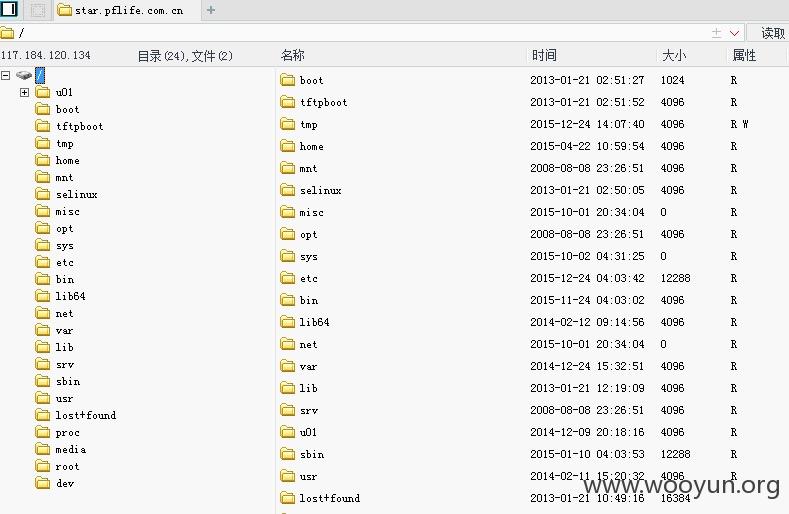 star.pflife.com.cn
/ 读取
117.184.120.134 目录(24),文件(2) 名称 时间 大小 属性
/
u01
boot
tftpboot
tmp
home
mnt
selinux
misc
opt
sys
etc
bin
lib64
net
var
lib
srv
sbin
usr
lost+found
proc
media
root
dev
boot 2013-01-21 02:51:27 1024 R
tftpboot 2013-01-21 02:51:52 4096 R
tmp 2015-12-24 14:07:40 4096 R W
home 2015-04-22 10:59:54 4096 R
mnt 2008-08-08 23:26:51 4096 R
selinux 2013-01-21 02:50:05 4096 R
misc 2015-10-01 20:34:04 0 R
opt 2008-08-08 23:26:51 4096 R
sys 2015-10-02 04:31:25 0 R
etc 2015-12-24 04:03:42 12288 R
bin 2015-11-24 04:03:02 4096 R
lib64 2014-02-12 09:14:56 4096 R
net 2015-10-01 20:34:04 0 R
var 2014-12-24 15:32:51 4096 R
lib 2013-01-21 12:19:09 4096 R
srv 2008-08-08 23:26:51 4096 R
u01 2014-12-09 20:18:16 4096 R
sbin 2015-01-10 04:03:53 12288 R
usr 2014-02-11 15:20:32 4096 R
lost+found 2013-01-21 10:49:16 16384
www.wooyun.org